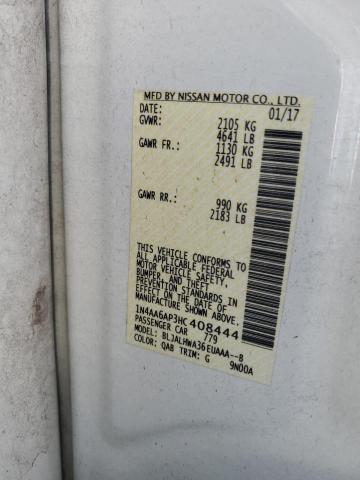 MFD BY NISSAN MOTOR CO., LTD.
DATE: 01/17
GVWR: 2105 KG
4641 LB
GAWR FR.: 1130 KG
2491 LB
GAWR RR.: 990 KG
2183 LB
THIS VEHICLE CONFORMS TO
ALL APPLICABLE FEDERAL
MOTOR VEHICLE SAFETY,
BUMPER, AND THEFT
PREVENTION STANDARDS IN
EFFECT ON THE DATE OF
MANUFACTURE SHOWN ABOVE.
1N4AA6AP3HC408444
PASSENGER CAR 779
MODEL: BLJALHWA36EUAAA--B
COLOR: QAB TRIM: G 9N00A